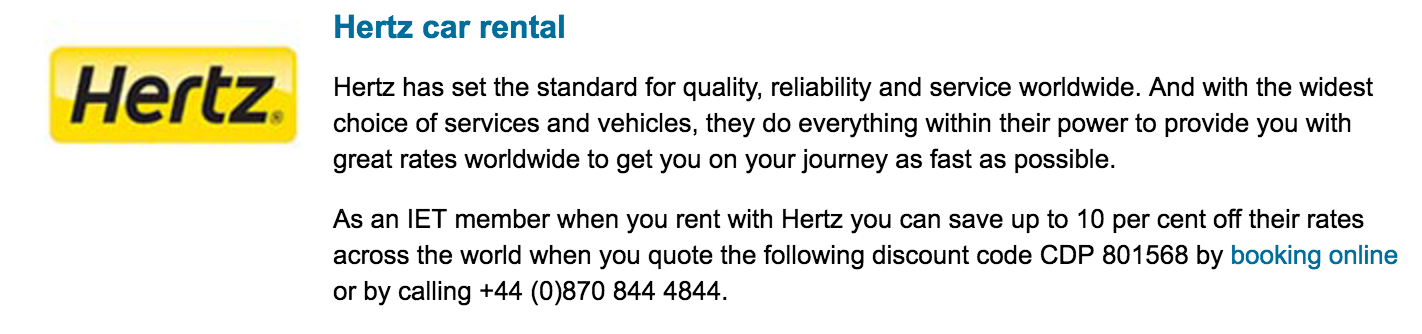 Hertz®
Hertz car rental
Hertz has set the standard for quality, reliability and service worldwide. And with the widest
choice of services and vehicles, they do everything within their power to provide you with
great rates worldwide to get you on your journey as fast as possible.
As an IET member when you rent with Hertz you can save up to 10 per cent off their rates
across the world when you quote the following discount code CDP 801568 by booking online
or by calling +44 (0)870 844 4844.